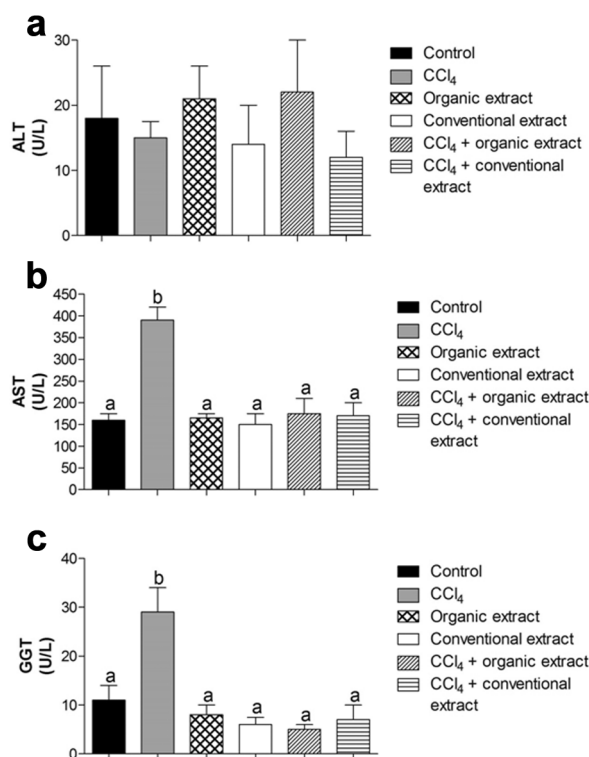 a
30
20
10
0
ALT
(U/L)
Control
CCl₄
Organic extract
Conventional extract
CCl₄ + organic extract
CCl₄ + conventional
extract
b
450
400
350
300
250
200
150
100
50
0
AST
(U/L)
a
b
a
a
a
a
Control
CCl₄
Organic extract
Conventional extract
CCl₄ + organic extract
CCl₄ + conventional
extract
c
40
30
20
10
0
GGT
(U/L)
a
b
a
a
a
a
Control
CCl₄
Organic extract
Conventional extract
CCl₄ + organic extract
CCl₄ + conventional
extract